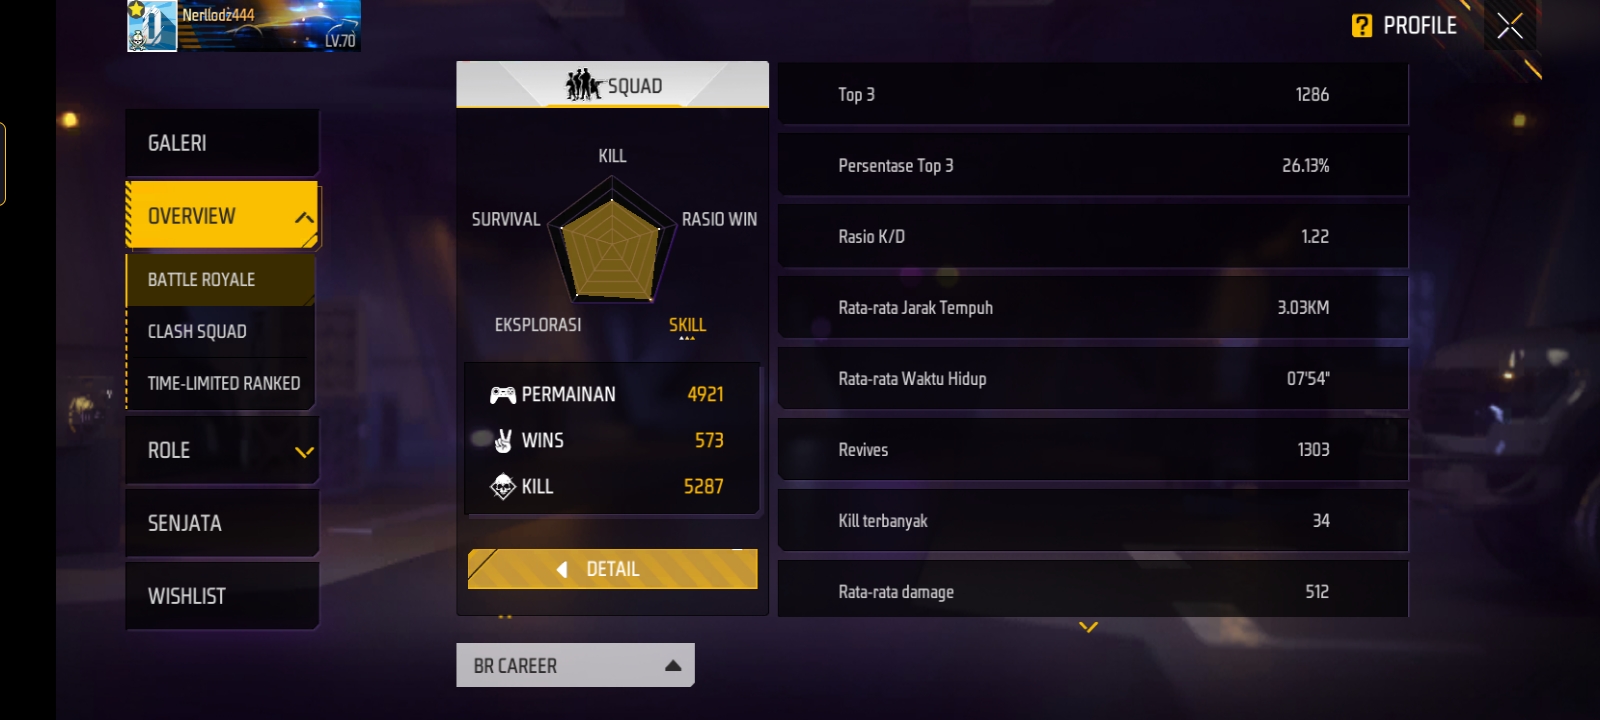 Nerllodz444
LV.70
? PROFILE
GALERI
OVERVIEW
BATTLE ROYALE
CLASH SQUAD
TIME-LIMITED RANKED
ROLE
SENJATA
WISHLIST
SQUAD
KILL
SURVIVAL
RASIO WIN
EKSPLORASI
SKILL
PERMAINAN 4921
WINS 573
KILL 5287
DETAIL
BR CAREER
Top 3 1286
Persentase Top 3 26.13%
Rasio K/D 1.22
Rata-rata Jarak Tempuh 3.03KM
Rata-rata Waktu Hidup 07'54"
Revives 1303
Kill terbanyak 34
Rata-rata damage 512